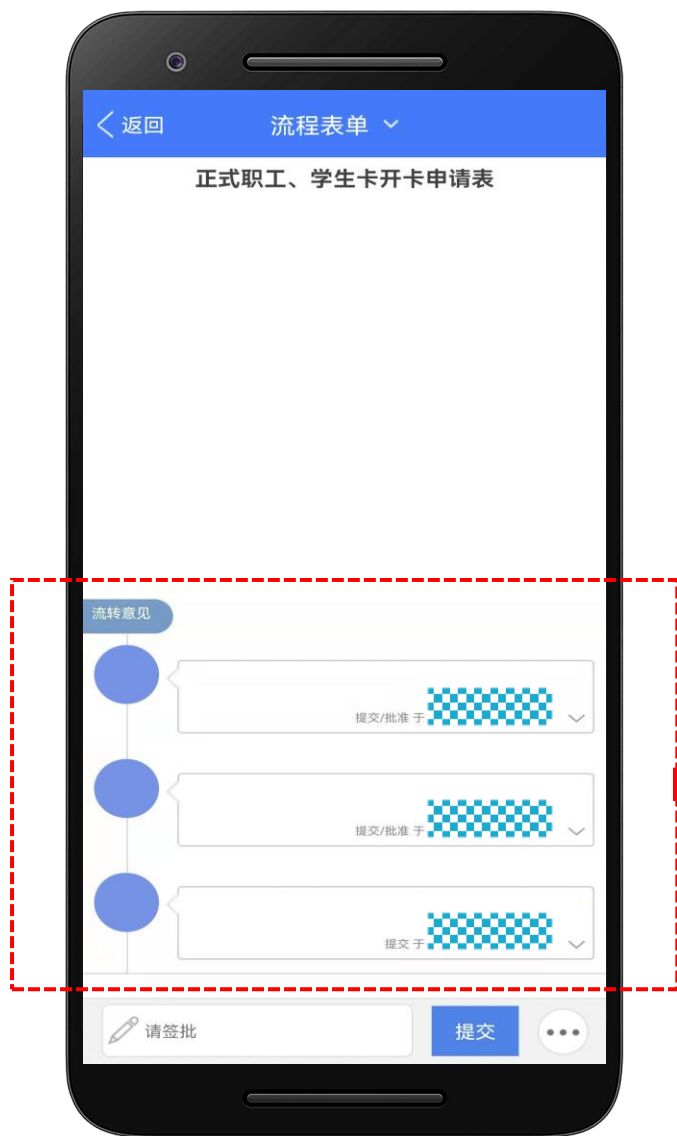 返回 流程表单
正式职工、学生卡开卡申请表
流转意见
提交/批准 于
提交/批准 于
提交 于
请签批 提交